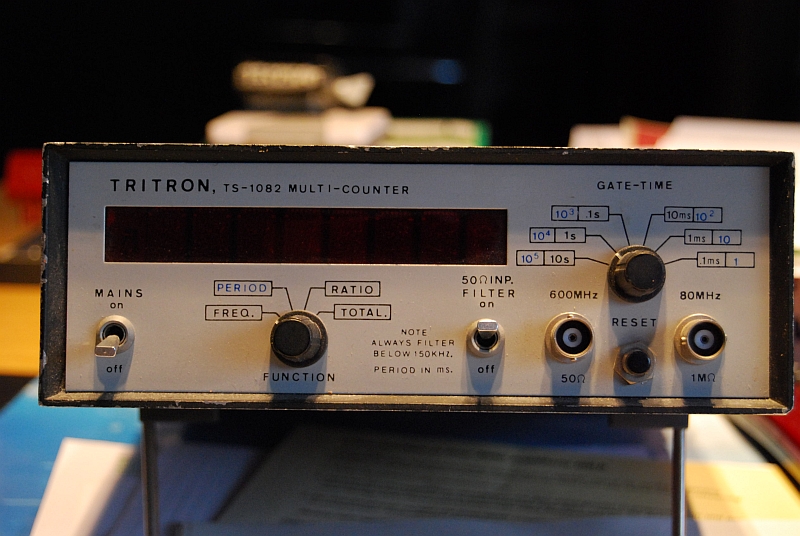 TRITRON, TS-1082 MULTI-COUNTER
GATE-TIME
10³ .1s
10⁴ 1s
10⁵ 10s
10ms 10²
1ms 10
.1ms 1
MAINS
on
off
PERIOD
RATIO
FREQ.
TOTAL.
FUNCTION
NOTE
ALWAYS FILTER
BELOW 150KHz.
PERIOD IN ms.
50Ω INP.
FILTER
on
off
600MHz
50Ω
RESET
80MHz
1MΩ